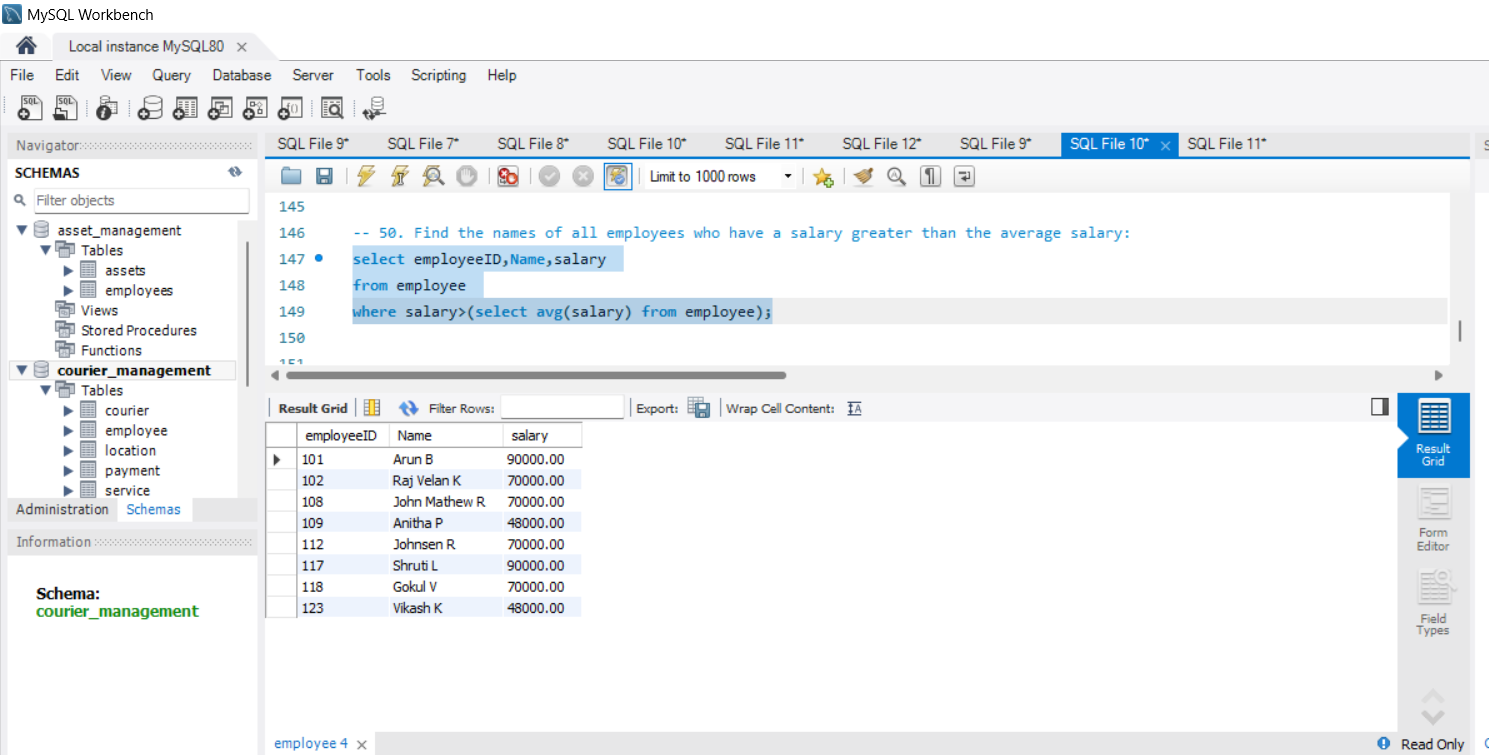 MySQL Workbench
Local instance MySQL80
File Edit View Query Database Server Tools Scripting Help
Navigator
SCHEMAS
Filter objects
asset_management
Tables
assets
employees
Views
Stored Procedures
Functions
courier_management
Tables
courier
employee
location
payment
service
Administration Schemas
Information
Schema:
courier_management
SQL File 9* SQL File 7* SQL File 8* SQL File 10* SQL File 11* SQL File 12* SQL File 9* SQL File 10* SQL File 11*
Limit to 1000 rows
145
146 -- 50. Find the names of all employees who have a salary greater than the average salary:
147 select employeeID,Name,salary
148 from employee
149 where salary>(select avg(salary) from employee);
150
151
Result Grid Filter Rows: Export: Wrap Cell Content:
employeeID Name salary
101 Arun B 90000.00
102 Raj Velan K 70000.00
108 John Mathew R 70000.00
109 Anitha P 48000.00
112 Johnsen R 70000.00
117 Shruti L 90000.00
118 Gokul V 70000.00
123 Vikash K 48000.00
Result
Grid
Form
Editor
Field
Types
employee 4
Read Only